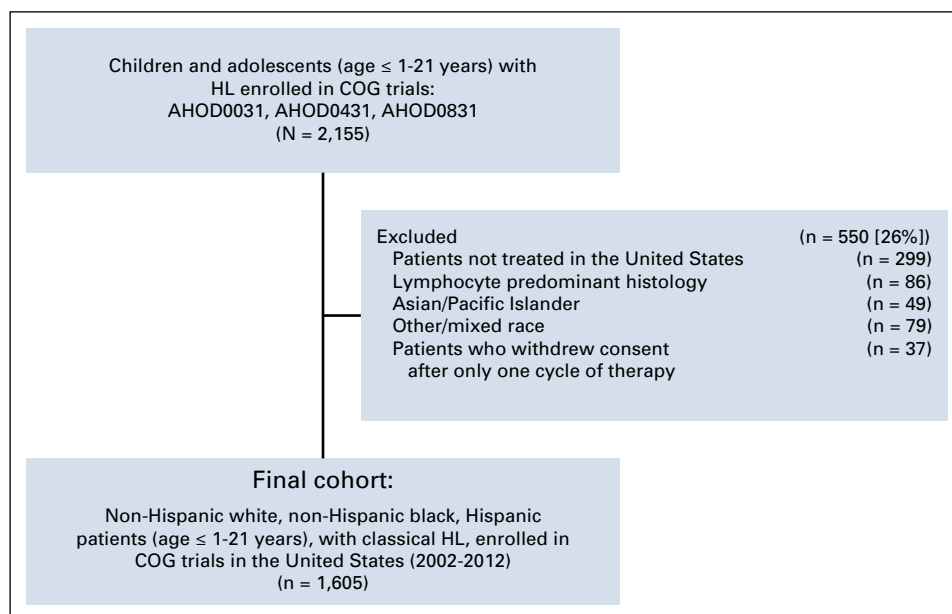 Children and adolescents (age ≤ 1-21 years) with
HL enrolled in COG trials:
AHOD0031, AHOD0431, AHOD0831
(N = 2,155)
Excluded (n = 550 [26%])
Patients not treated in the United States (n = 299)
Lymphocyte predominant histology (n = 86)
Asian/Pacific Islander (n = 49)
Other/mixed race (n = 79)
Patients who withdrew consent (n = 37)
after only one cycle of therapy
Final cohort:
Non-Hispanic white, non-Hispanic black, Hispanic
patients (age ≤ 1-21 years), with classical HL, enrolled in
COG trials in the United States (2002-2012)
(n = 1,605)